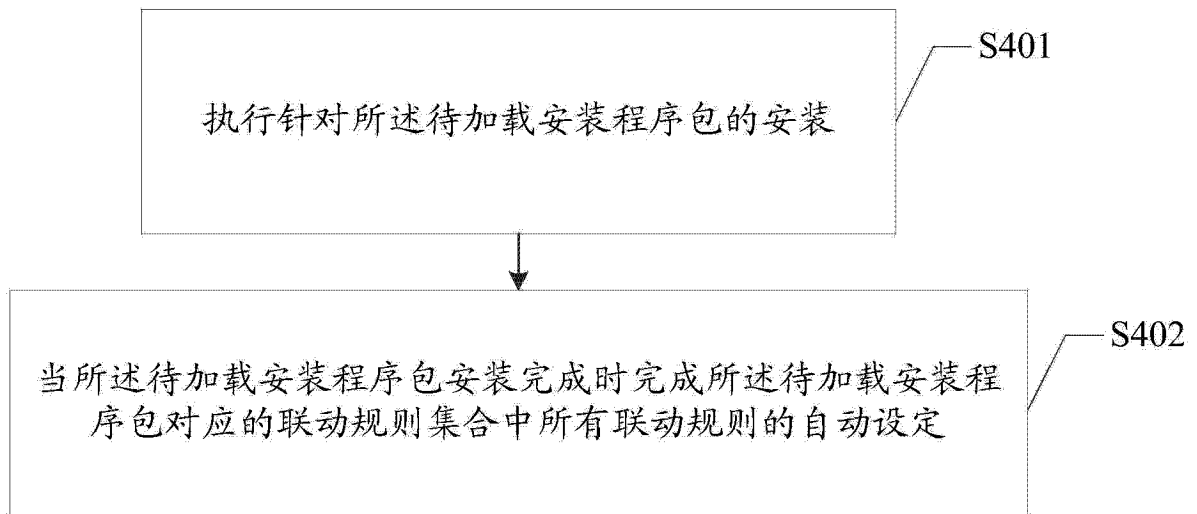 执行针对所述待加载安装程序包的安装
S401
当所述待加载安装程序包安装完成时完成所述待加载安装程
序包对应的联动规则集合中所有联动规则的自动设定
S402